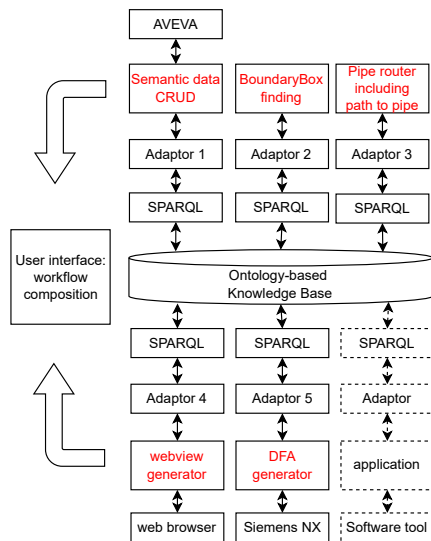 AVEVA
Semantic data
CRUD
BoundaryBox
finding
Pipe router
including
path to pipe
Adaptor 1
Adaptor 2
Adaptor 3
SPARQL
SPARQL
SPARQL
User interface:
workflow
composition
Ontology-based
Knowledge Base
SPARQL
SPARQL
SPARQL
Adaptor 4
Adaptor 5
Adaptor
webview
generator
DFA
generator
application
web browser
Siemens NX
Software tool